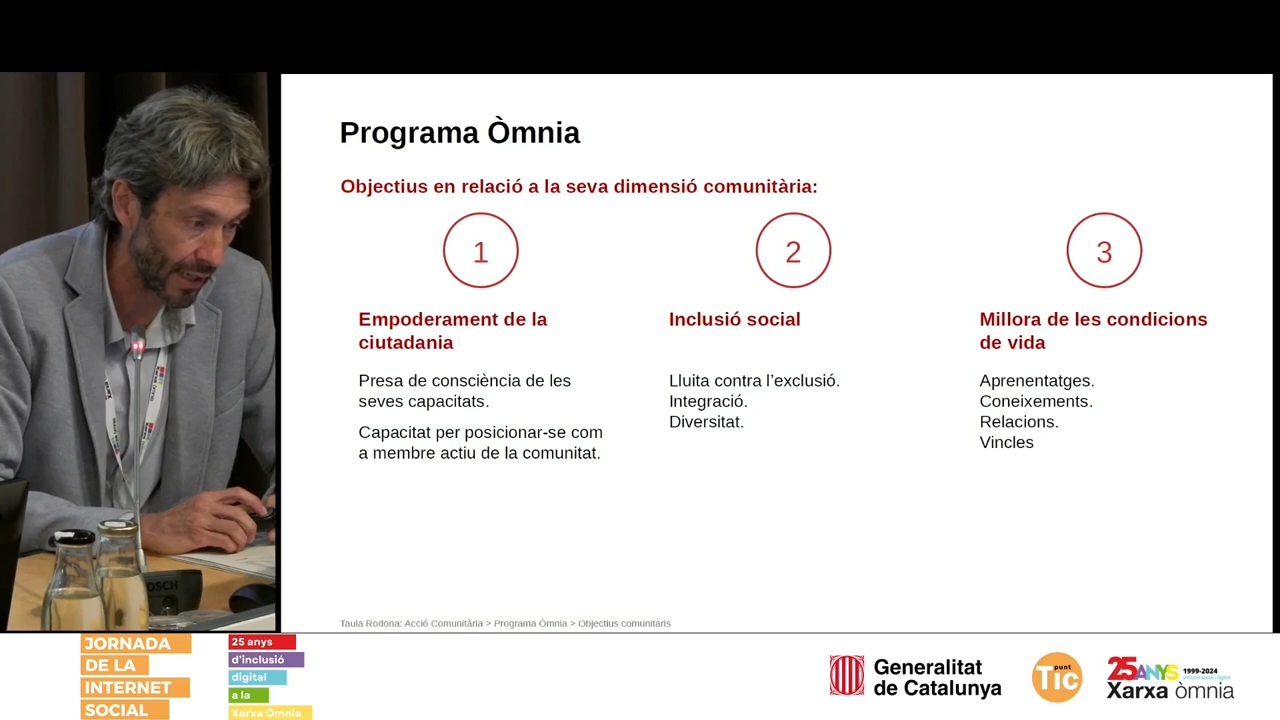 Programa Òmnia
Objectius en relació a la seva dimensió comunitària:
1
2
3
Empoderament de la
ciutadania
Presa de consciència de les
seves capacitats.
Capacitat per posicionar-se com
a membre actiu de la comunitat.
Inclusió social
Lluita contra l’exclusió.
Integració.
Diversitat.
Millora de les condicions
de vida
Aprenentatges.
Coneixements.
Relacions.
Vincles
Taula Rodona: Acció Comunitària > Programa Òmnia > Objectius comunitaris
JORNADA
DE LA
INTERNET
SOCIAL
25 anys
d'inclusió
digital
a la
Xarxa Òmnia
Generalitat
de Catalunya
punt
Tic
25ANYS 1999-2024
Xarxa òmnia